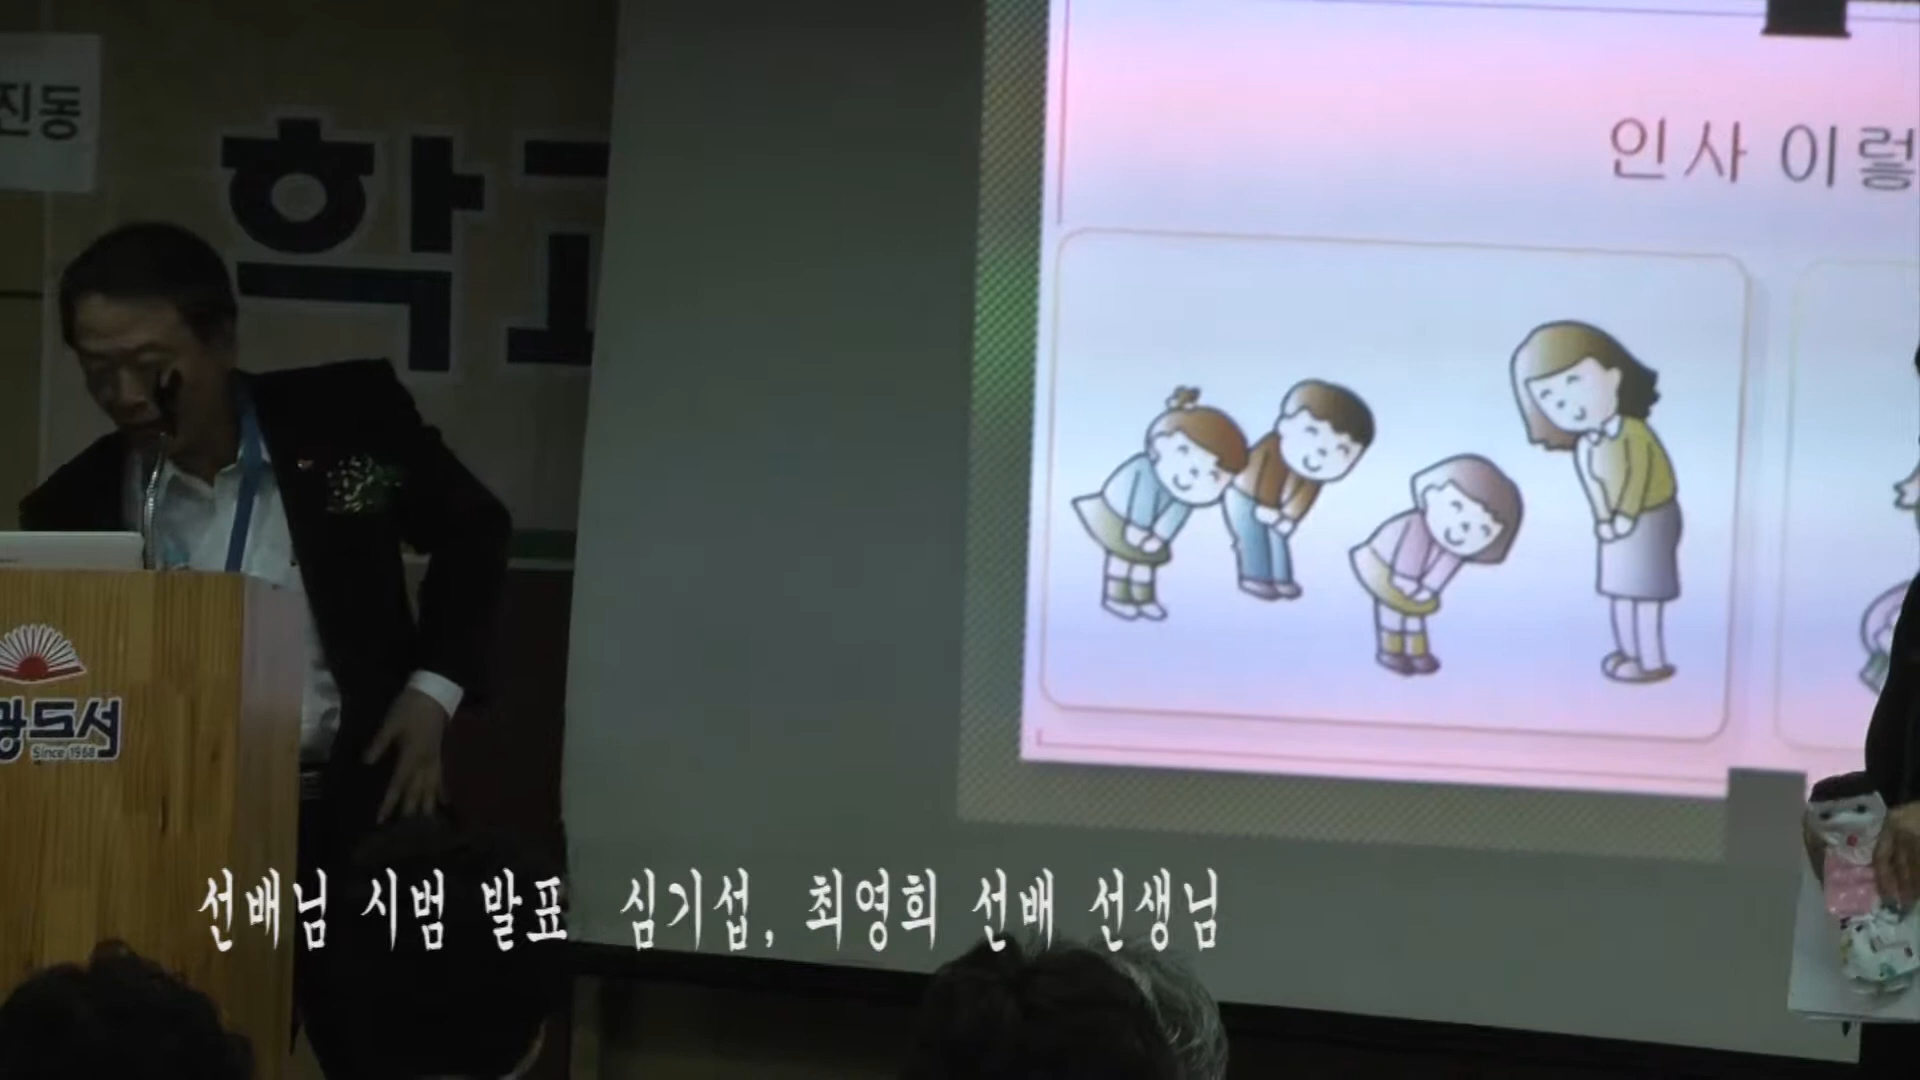 진동
학교
인사 이렇
광도서
Since 1968
선배님 시범 발표 심기섭, 최영희 선배 선생님